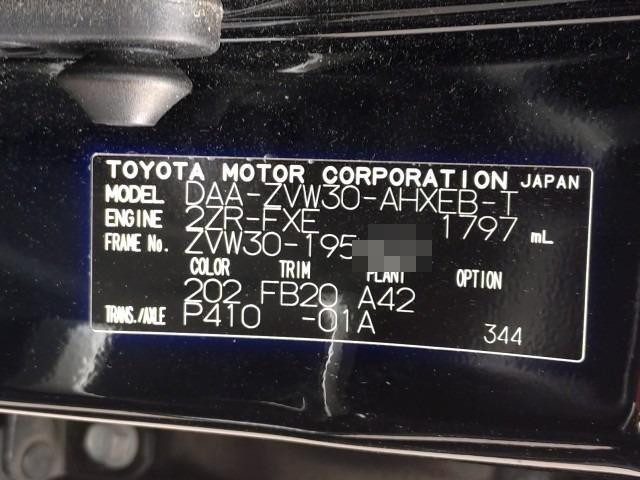 TOYOTA MOTOR CORPORATION JAPAN
MODEL DAA-ZVW30-AHXEB-T
ENGINE 2ZR-FXE 1797 mL
FRAME No. ZVW30-195
COLOR TRIM PLANT OPTION
202 FB20 A42
TRANS./AXLE P410 -01A 344